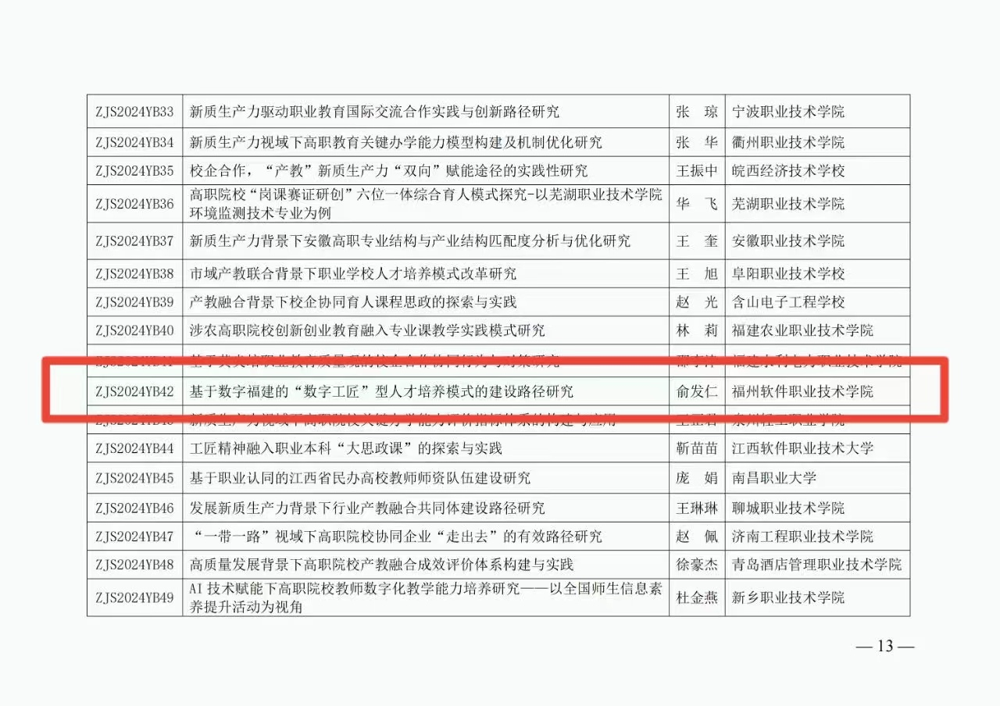 ZJS2024YB33 新质生产力驱动职业教育国际交流合作实践与创新路径研究 张 琼 宁波职业技术学院
ZJS2024YB34 新质生产力视域下高职教育关键办学能力模型构建及机制优化研究 张 华 衢州职业技术学院
ZJS2024YB35 校企合作，“产教”新质生产力“双向”赋能途径的实践性研究 王振中 皖西经济技术学校
ZJS2024YB36 高职院校“岗课赛证研创”六位一体综合育人模式探究-以芜湖职业技术学院
环境监测技术专业为例 华 飞 芜湖职业技术学院
ZJS2024YB37 新质生产力背景下安徽高职专业结构与产业结构匹配度分析与优化研究 王 奎 安徽职业技术学院
ZJS2024YB38 市域产教联合背景下职业学校人才培养模式改革研究 王 旭 阜阳职业技术学校
ZJS2024YB39 产教融合背景下校企协同育人课程思政的探索与实践 赵 光 含山电子工程学校
ZJS2024YB40 涉农高职院校创新创业教育融入专业课教学实践模式研究 林 莉 福建农业职业技术学院
ZJS2024YB41 福建水利电力职业技术学院
ZJS2024YB42 基于数字福建的“数字工匠”型人才培养模式的建设路径研究 俞发仁 福州软件职业技术学院
ZJS2024YB43 新质生产力视域下高职院校关键办学能力评价指标体系的构建与应用 泉州轻工职业学院
ZJS2024YB44 工匠精神融入职业本科“大思政课”的探索与实践 靳苗苗 江西软件职业技术大学
ZJS2024YB45 基于职业认同的江西省民办高校教师师资队伍建设研究 庞 娟 南昌职业大学
ZJS2024YB46 发展新质生产力背景下行业产教融合共同体建设路径研究 王琳琳 聊城职业技术学院
ZJS2024YB47 “一带一路”视域下高职院校协同企业“走出去”的有效路径研究 赵 佩 济南工程职业技术学院
ZJS2024YB48 高质量发展背景下高职院校产教融合成效评价体系构建与实践 徐豪杰 青岛酒店管理职业技术学院
ZJS2024YB49 AI 技术赋能下高职院校教师数字化教学能力培养研究——以全国师生信息素
养提升活动为视角 杜金燕 新乡职业技术学院
— 13 —